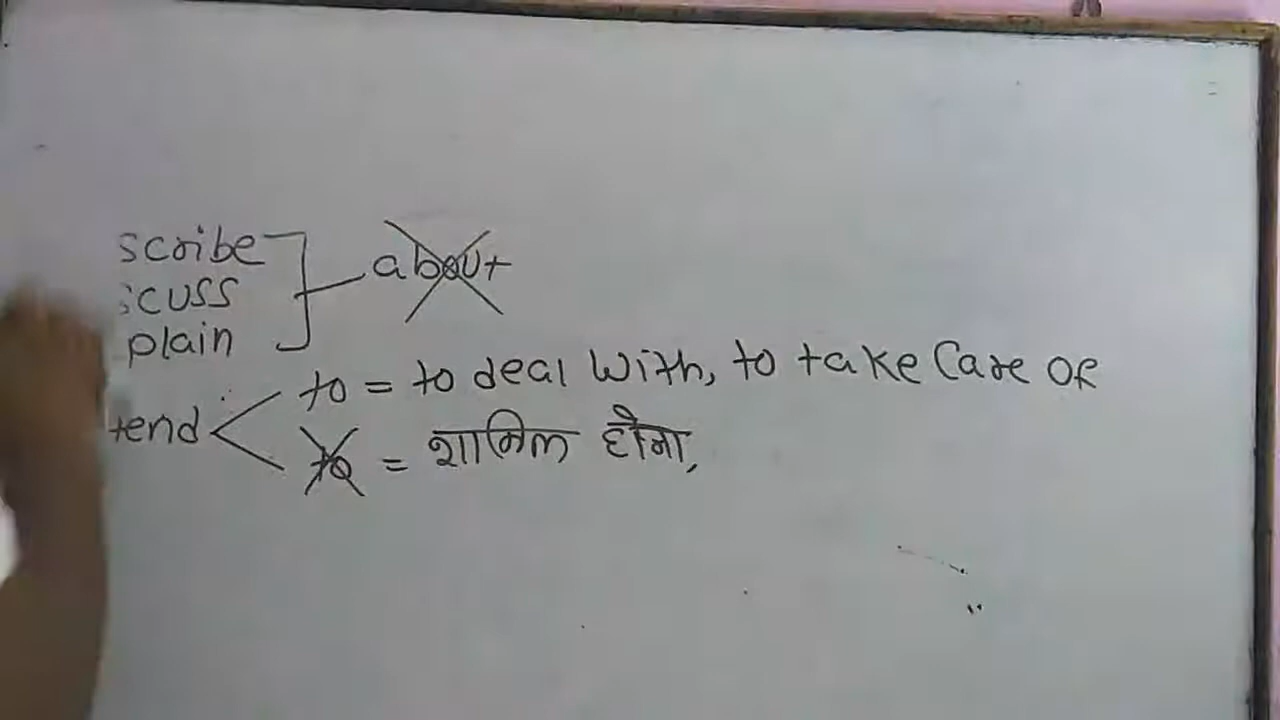 scribe
scuss about
plain
to = to deal with, to take Care of
tend
to = शामिल होना,